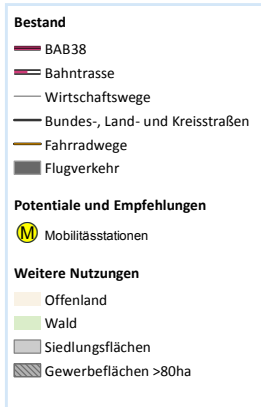 Bestand
BAB38
Bahntrasse
Wirtschaftswege
Bundes-, Land- und Kreisstraßen
Fahrradwege
Flugverkehr
Potentiale und Empfehlungen
M Mobilitässtationen
Weitere Nutzungen
Offenland
Wald
Siedlungsflächen
Gewerbeflächen >80ha